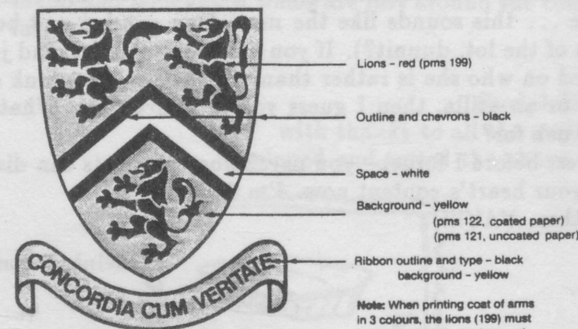 Lions – red (pms 199)
Outline and chevrons – black
Space – white
Background – yellow
(pms 122, coated paper)
(pms 121, uncoated paper)
Ribbon outline and type – black
background – yellow
CONCORDIA CUM VERITATE
Note: When printing coat of arms
in 3 colours, the lions (199) must